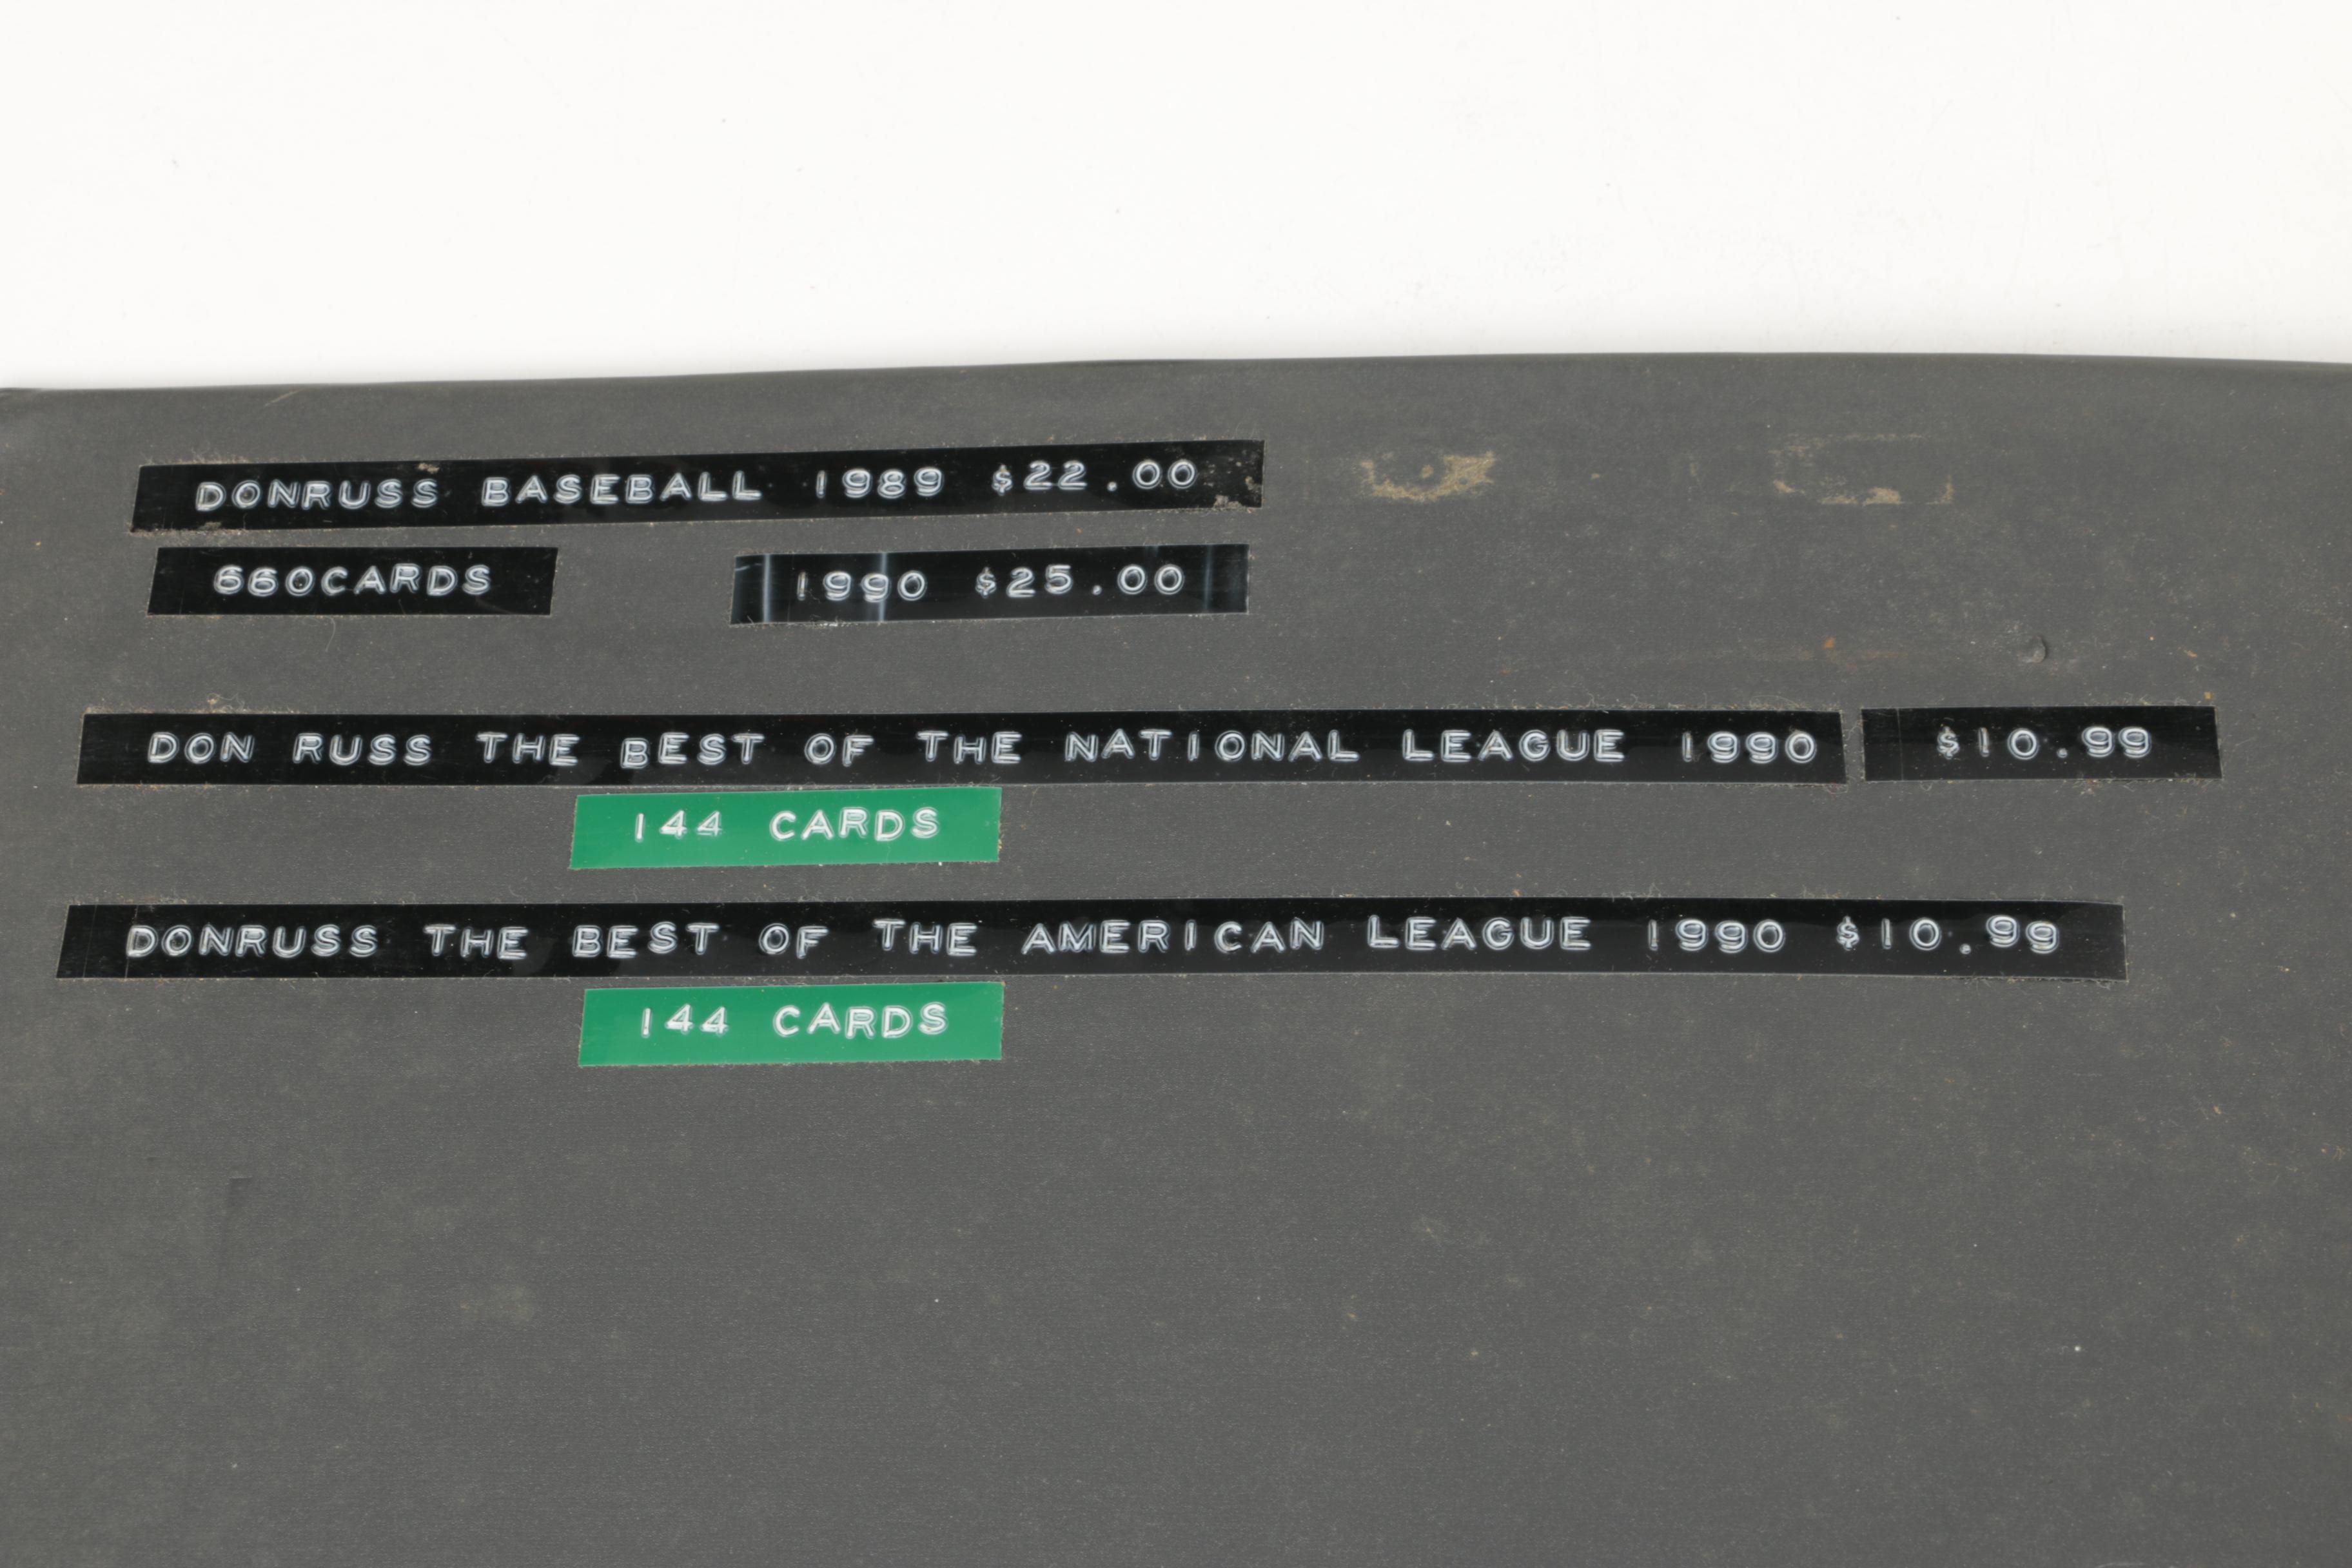 DONRUSS BASEBALL 1989 $22.00
660CARDS 1990 $25.00
DON RUSS THE BEST OF THE NATIONAL LEAGUE 1990 $10.99
144 CARDS
DONRUSS THE BEST OF THE AMERICAN LEAGUE 1990 $10.99
144 CARDS